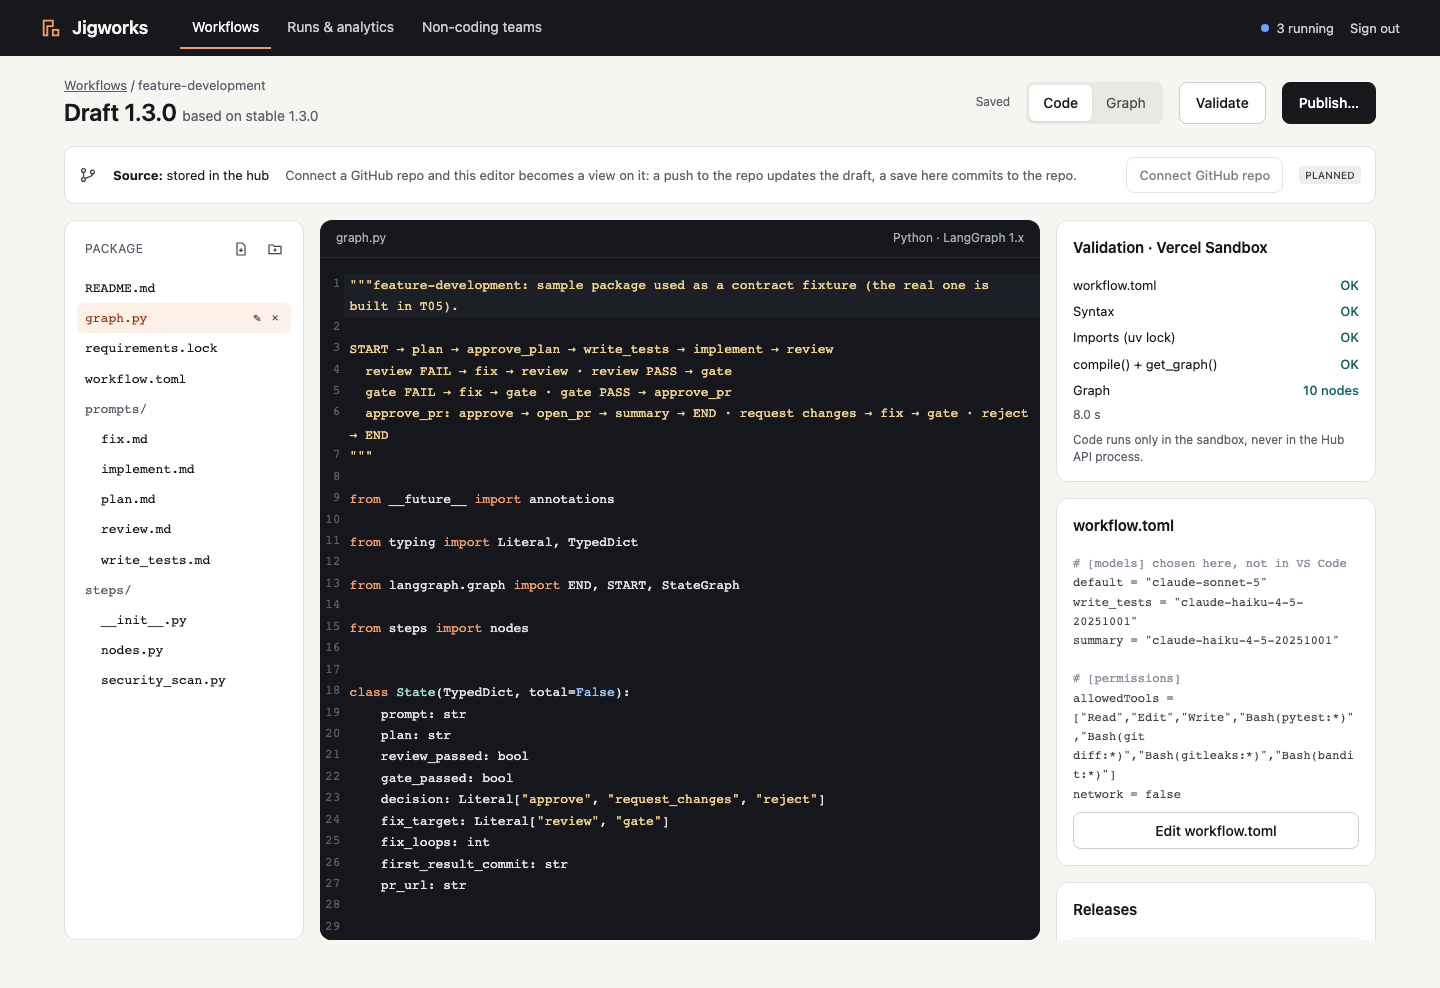 Jigworks
Workflows
Runs & analytics
Non-coding teams
3 running
Sign out
Workflows / feature-development
Draft 1.3.0 based on stable 1.3.0
Saved
Code
Graph
Validate
Publish...
Source: stored in the hub
Connect a GitHub repo and this editor becomes a view on it: a push to the repo updates the draft, a save here commits to the repo.
Connect GitHub repo
PLANNED
PACKAGE
README.md
graph.py
requirements.lock
workflow.toml
prompts/
fix.md
implement.md
plan.md
review.md
write_tests.md
steps/
__init__.py
nodes.py
security_scan.py
graph.py
Python · LangGraph 1.x
1 """feature-development: sample package used as a contract fixture (the real one is
built in T05).
2
3 START → plan → approve_plan → write_tests → implement → review
4   review FAIL → fix → review · review PASS → gate
5   gate FAIL → fix → gate · gate PASS → approve_pr
6   approve_pr: approve → open_pr → summary → END · request changes → fix → gate · reject
→ END
7 """
8
9 from __future__ import annotations
10
11 from typing import Literal, TypedDict
12
13 from langgraph.graph import END, START, StateGraph
14
15 from steps import nodes
16
17
18 class State(TypedDict, total=False):
19     prompt: str
20     plan: str
21     review_passed: bool
22     gate_passed: bool
23     decision: Literal["approve", "request_changes", "reject"]
24     fix_target: Literal["review", "gate"]
25     fix_loops: int
26     first_result_commit: str
27     pr_url: str
28
29
Validation · Vercel Sandbox
workflow.toml OK
Syntax OK
Imports (uv lock) OK
compile() + get_graph() OK
Graph 10 nodes
8.0 s
Code runs only in the sandbox, never in the Hub
API process.
workflow.toml
# [models] chosen here, not in VS Code
default = "claude-sonnet-5"
write_tests = "claude-haiku-4-5-
20251001"
summary = "claude-haiku-4-5-20251001"
# [permissions]
allowedTools =
["Read","Edit","Write","Bash(pytest:*)"
,"Bash(git
diff:*)","Bash(gitleaks:*)","Bash(bandi
t:*)"]
network = false
Edit workflow.toml
Releases